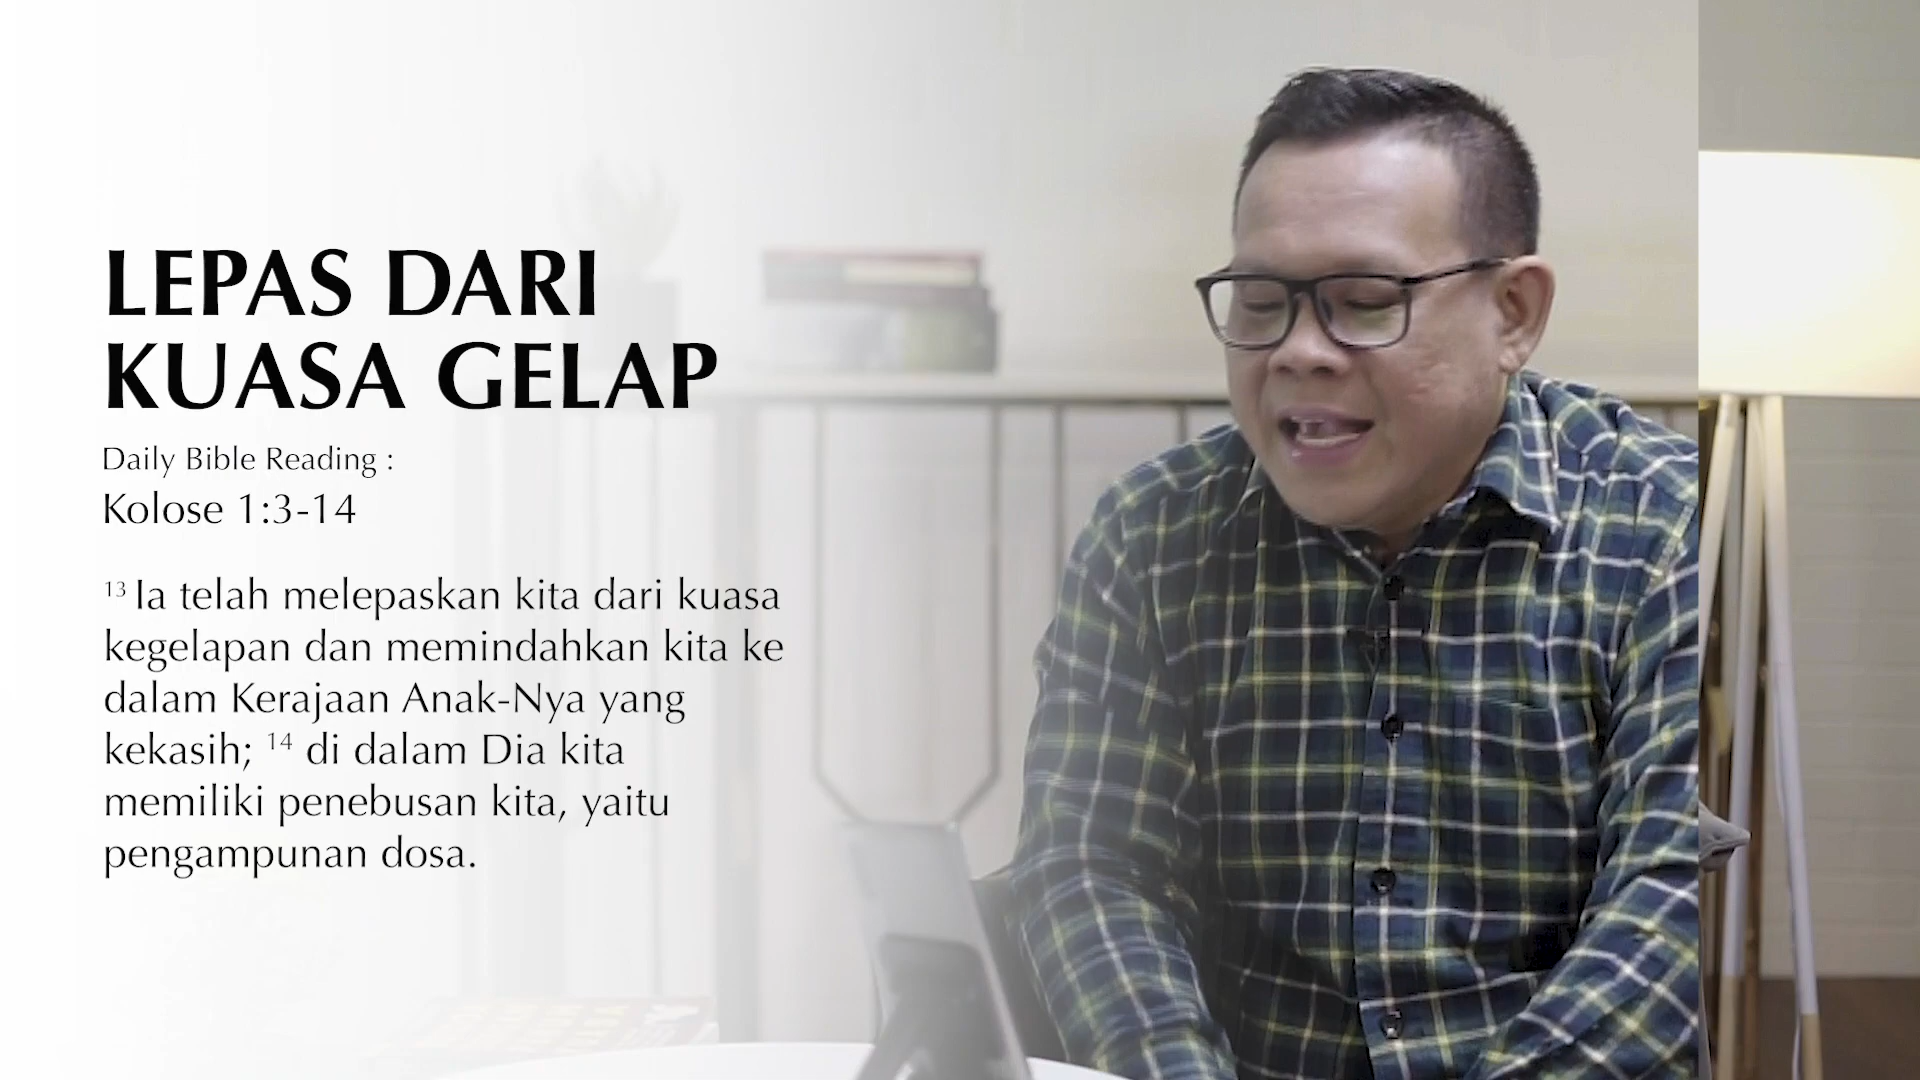 LEPAS DARI
KUASA GELAP
Daily Bible Reading :
Kolose 1:3-14
13 Ia telah melepaskan kita dari kuasa
kegelapan dan memindahkan kita ke
dalam Kerajaan Anak-Nya yang
kekasih; 14 di dalam Dia kita
memiliki penebusan kita, yaitu
pengampunan dosa.